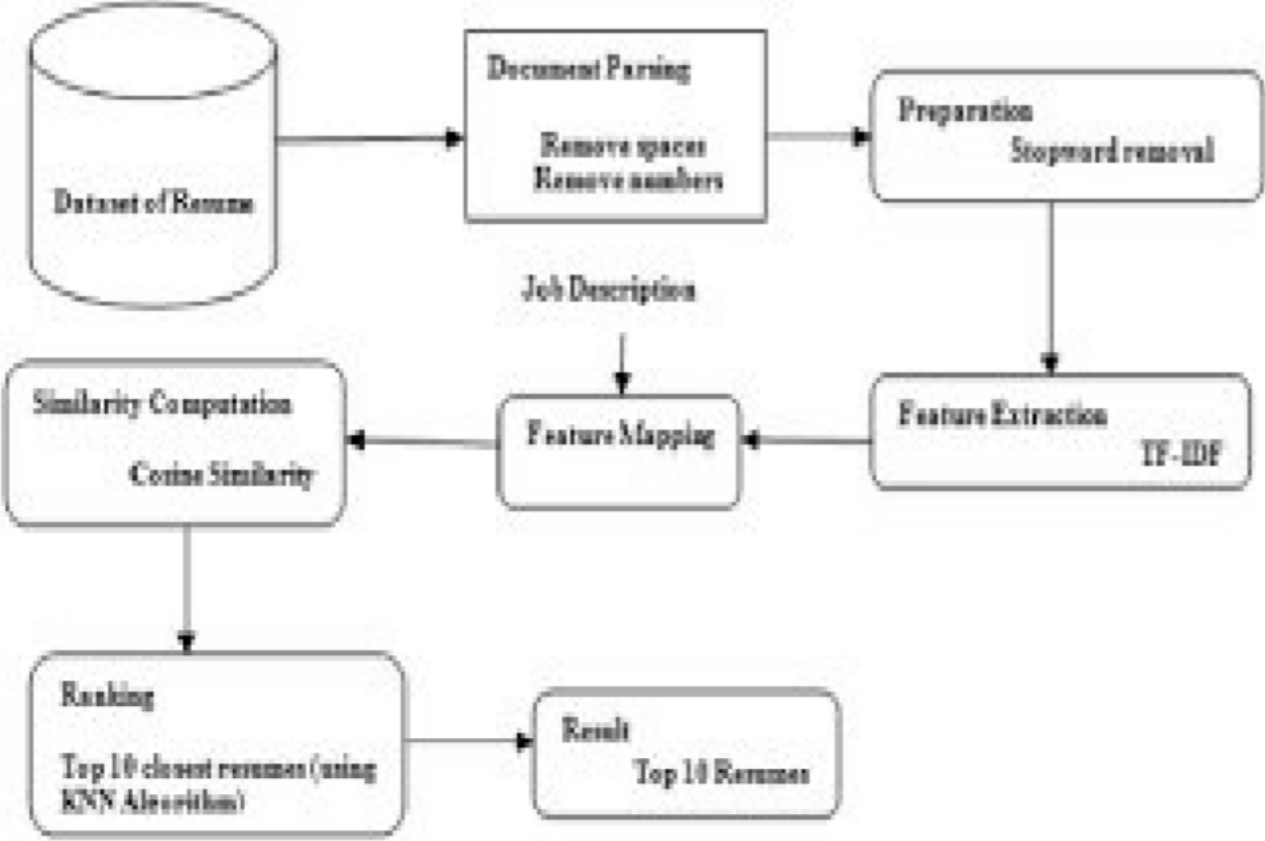 Dataset of Resume
Document Parsing
Remove spaces
Remove numbers
Preparation
Stopward removal
Job Description
Feature Extraction
TF-IDF
Feature Mapping
Similarity Computation
Cosine Similarity
Ranking
Top 10 closest resumes (using
KNN Algorithm)
Result
Top 10 Resumes